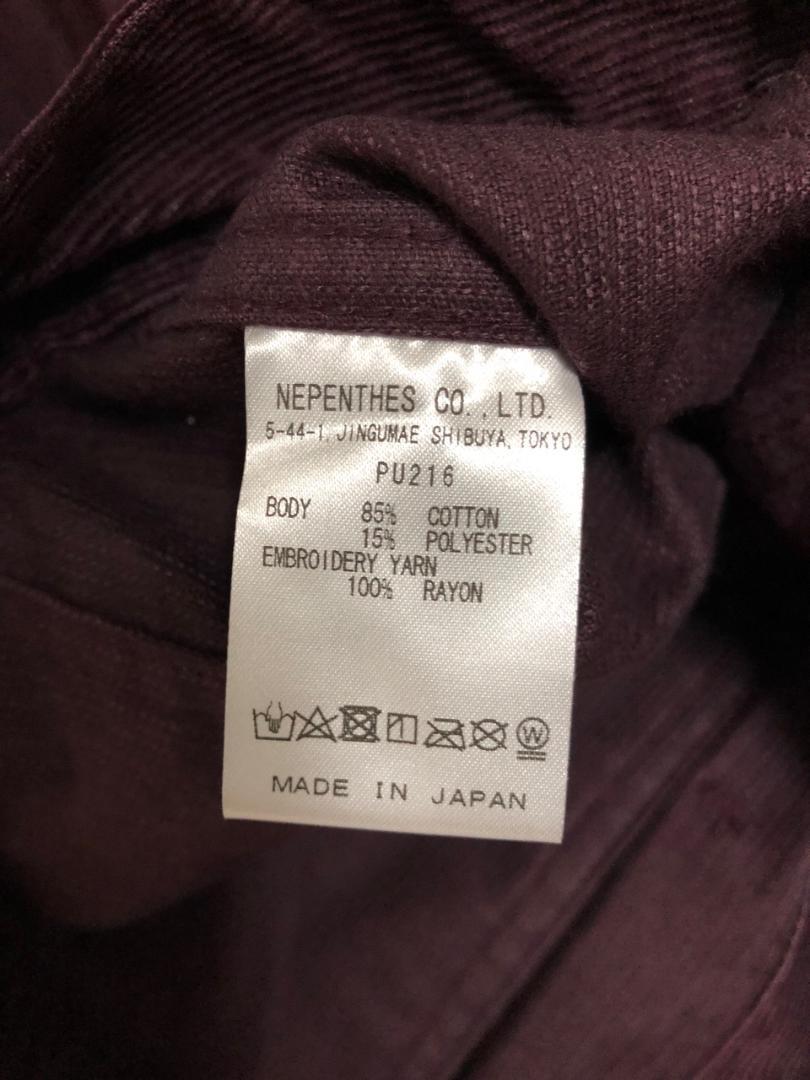 NEPENTHES CO.,LTD.
5-44-1, JINGUMAE SHIBUYA, TOKYO
PU216
BODY 85% COTTON
15% POLYESTER
EMBROIDERY YARN
100% RAYON
W
MADE IN JAPAN